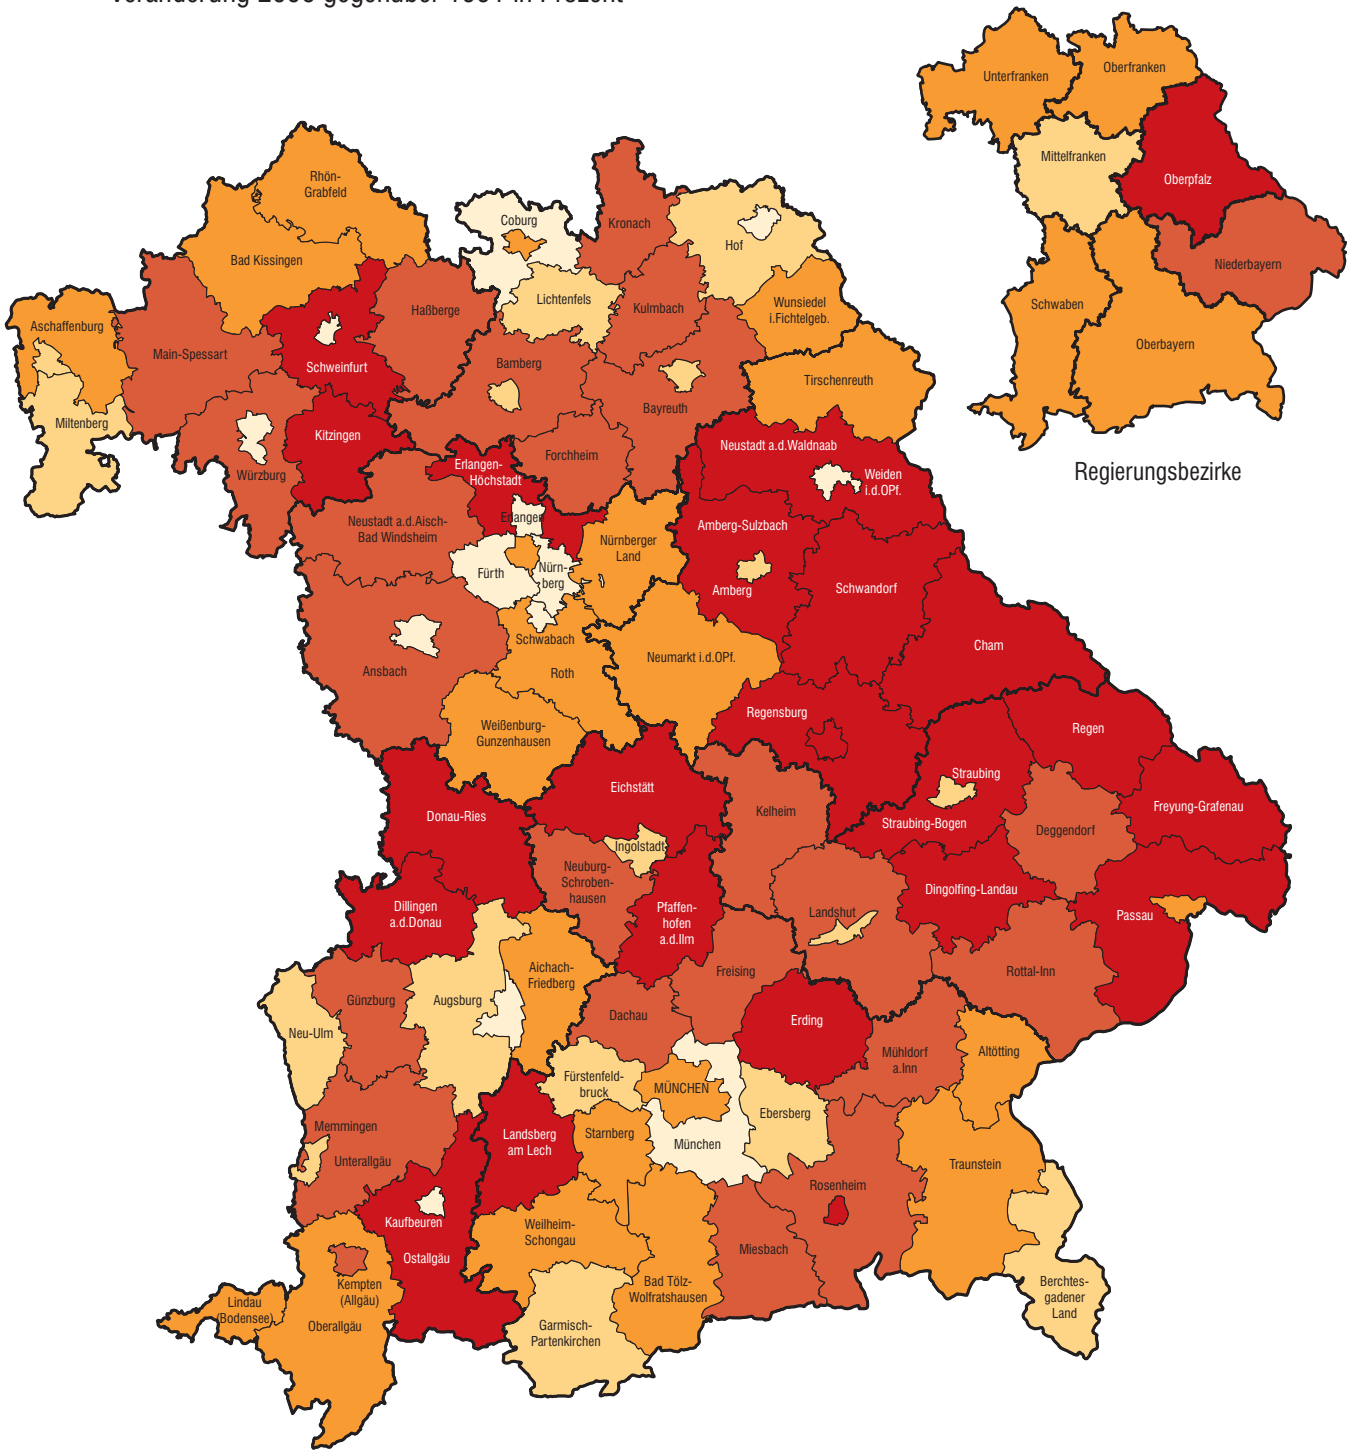 Unterfranken
Oberfranken
Mittelfranken
Oberpfalz
Niederbayern
Schwaben
Oberbayern
Regierungsbezirke
Rhön-
Grabfeld
Bad Kissingen
Coburg
Kronach
Hof
Lichtenfels
Kulmbach
Wunsiedel
i.Fichtelgeb.
Aschaffenburg
Haßberge
Main-Spessart
Schweinfurt
Bamberg
Tirschenreuth
Bayreuth
Miltenberg
Kitzingen
Würzburg
Forchheim
Erlangen-
Höchstadt
Neustadt a.d.Waldnaab
Weiden
i.d.OPf.
Neustadt a.d.Aisch-
Bad Windsheim
Erlangen
Nürnberger
Land
Amberg-Sulzbach
Amberg
Fürth
Nürn-
berg
Schwandorf
Schwabach
Roth
Ansbach
Neumarkt i.d.OPf.
Cham
Weißenburg-
Gunzenhausen
Regensburg
Regen
Eichstätt
Straubing
Freyung-Grafenau
Donau-Ries
Kelheim
Straubing-Bogen
Deggendorf
Ingolstadt
Neuburg-
Schroben-
hausen
Dingolfing-Landau
Dillingen
a.d.Donau
Pfaffen-
hofen
a.d.Ilm
Landshut
Passau
Aichach-
Friedberg
Freising
Rottal-Inn
Günzburg
Augsburg
Dachau
Erding
Neu-Ulm
Mühldorf
a.Inn
Altötting
Fürstenfeld-
bruck
MÜNCHEN
Ebersberg
Memmingen
Unterallgäu
Landsberg
am Lech
Starnberg
München
Traunstein
Rosenheim
Kaufbeuren
Ostallgäu
Weilheim-
Schongau
Miesbach
Kempten
(Allgäu)
Bad Tölz-
Wolfratshausen
Berchtes-
gadener
Land
Lindau
(Bodensee)
Oberallgäu
Garmisch-
Partenkirchen